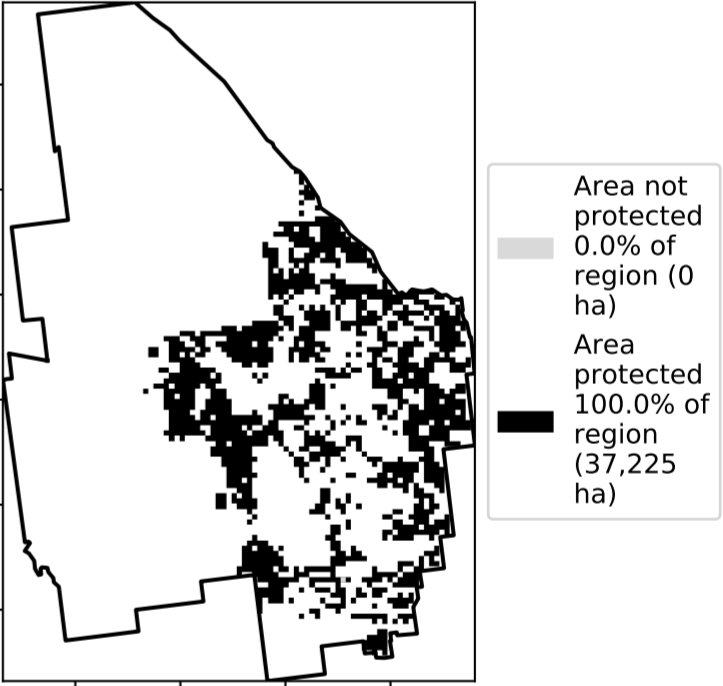 Area not
protected
0.0% of
region (0
ha)
Area
protected
100.0% of
region
(37,225
ha)